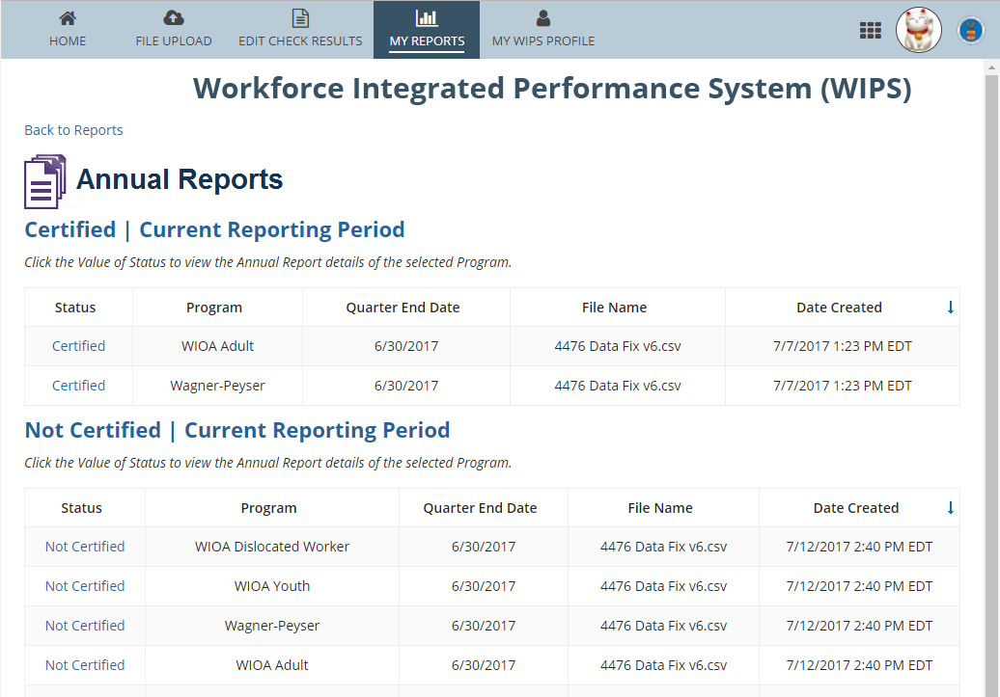 HOME FILE UPLOAD EDIT CHECK RESULTS MY REPORTS MY WIPS PROFILE
Workforce Integrated Performance System (WIPS)
Back to Reports
Annual Reports
Certified | Current Reporting Period
Click the Value of Status to view the Annual Report details of the selected Program.
Status Program Quarter End Date File Name Date Created
Certified WIOA Adult 6/30/2017 4476 Data Fix v6.csv 7/7/2017 1:23 PM EDT
Certified Wagner-Peyser 6/30/2017 4476 Data Fix v6.csv 7/7/2017 1:23 PM EDT
Not Certified | Current Reporting Period
Click the Value of Status to view the Annual Report details of the selected Program.
Status Program Quarter End Date File Name Date Created
Not Certified WIOA Dislocated Worker 6/30/2017 4476 Data Fix v6.csv 7/12/2017 2:40 PM EDT
Not Certified WIOA Youth 6/30/2017 4476 Data Fix v6.csv 7/12/2017 2:40 PM EDT
Not Certified Wagner-Peyser 6/30/2017 4476 Data Fix v6.csv 7/12/2017 2:40 PM EDT
Not Certified WIOA Adult 6/30/2017 4476 Data Fix v6.csv 7/12/2017 2:40 PM EDT